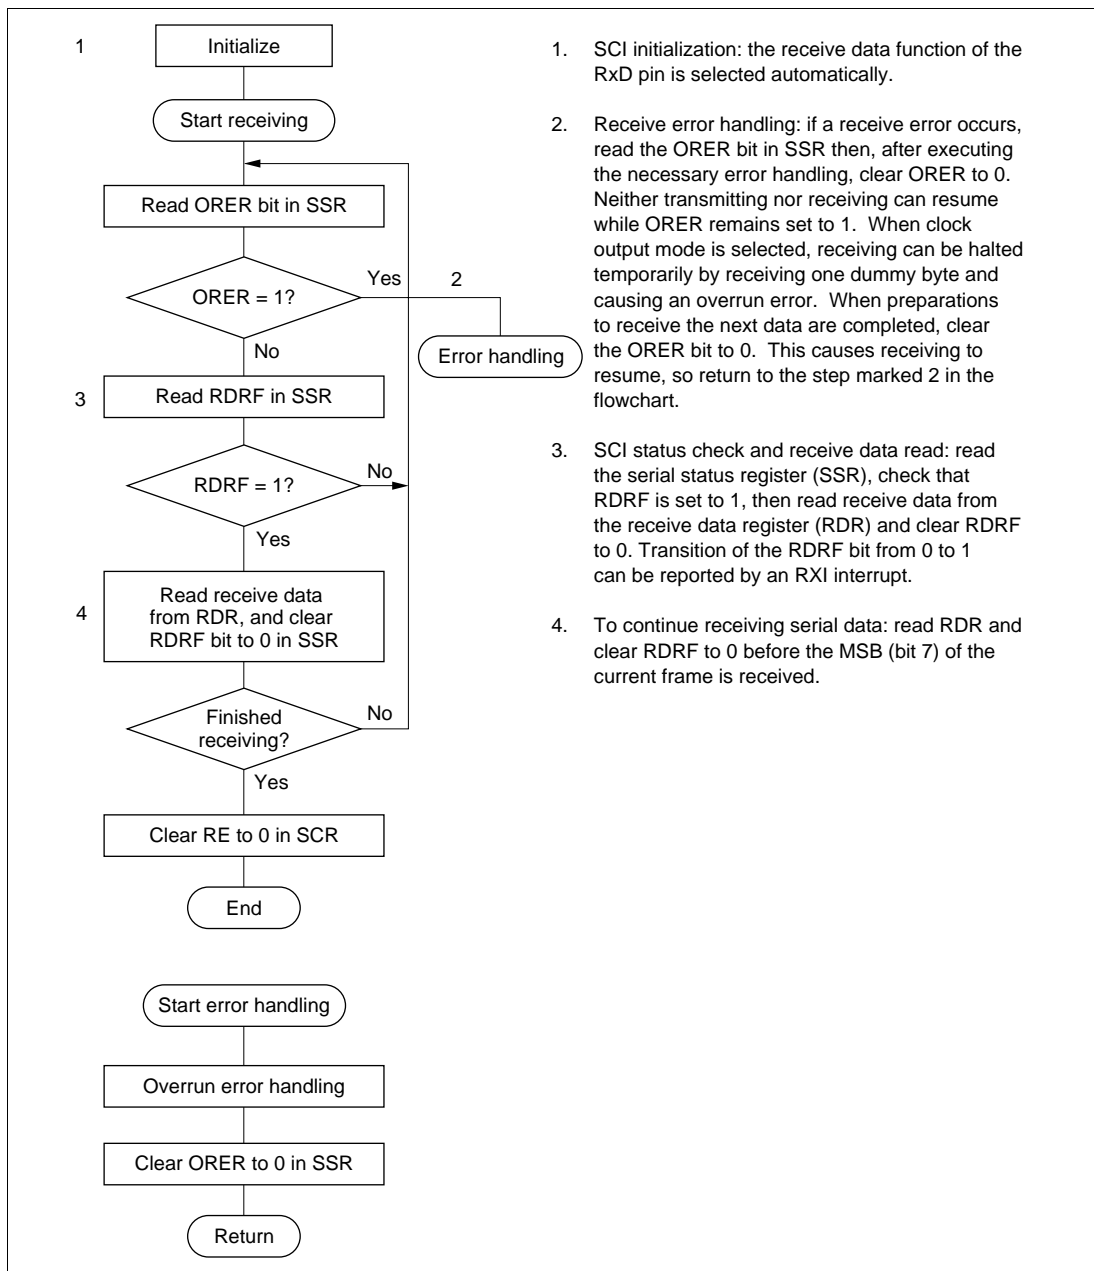 1
Initialize
Start receiving
Read ORER bit in SSR
ORER = 1?
Yes
2
Error handling
No
3
Read RDRF in SSR
RDRF = 1?
No
Yes
4
Read receive data
from RDR, and clear
RDRF bit to 0 in SSR
Finished
receiving?
No
Yes
Clear RE to 0 in SCR
End
Start error handling
Overrun error handling
Clear ORER to 0 in SSR
Return
1. SCI initialization: the receive data function of the
RxD pin is selected automatically.
2. Receive error handling: if a receive error occurs,
read the ORER bit in SSR then, after executing
the necessary error handling, clear ORER to 0.
Neither transmitting nor receiving can resume
while ORER remains set to 1. When clock
output mode is selected, receiving can be halted
temporarily by receiving one dummy byte and
causing an overrun error. When preparations
to receive the next data are completed, clear
the ORER bit to 0. This causes receiving to
resume, so return to the step marked 2 in the
flowchart.
3. SCI status check and receive data read: read
the serial status register (SSR), check that
RDRF is set to 1, then read receive data from
the receive data register (RDR) and clear RDRF
to 0. Transition of the RDRF bit from 0 to 1
can be reported by an RXI interrupt.
4. To continue receiving serial data: read RDR and
clear RDRF to 0 before the MSB (bit 7) of the
current frame is received.